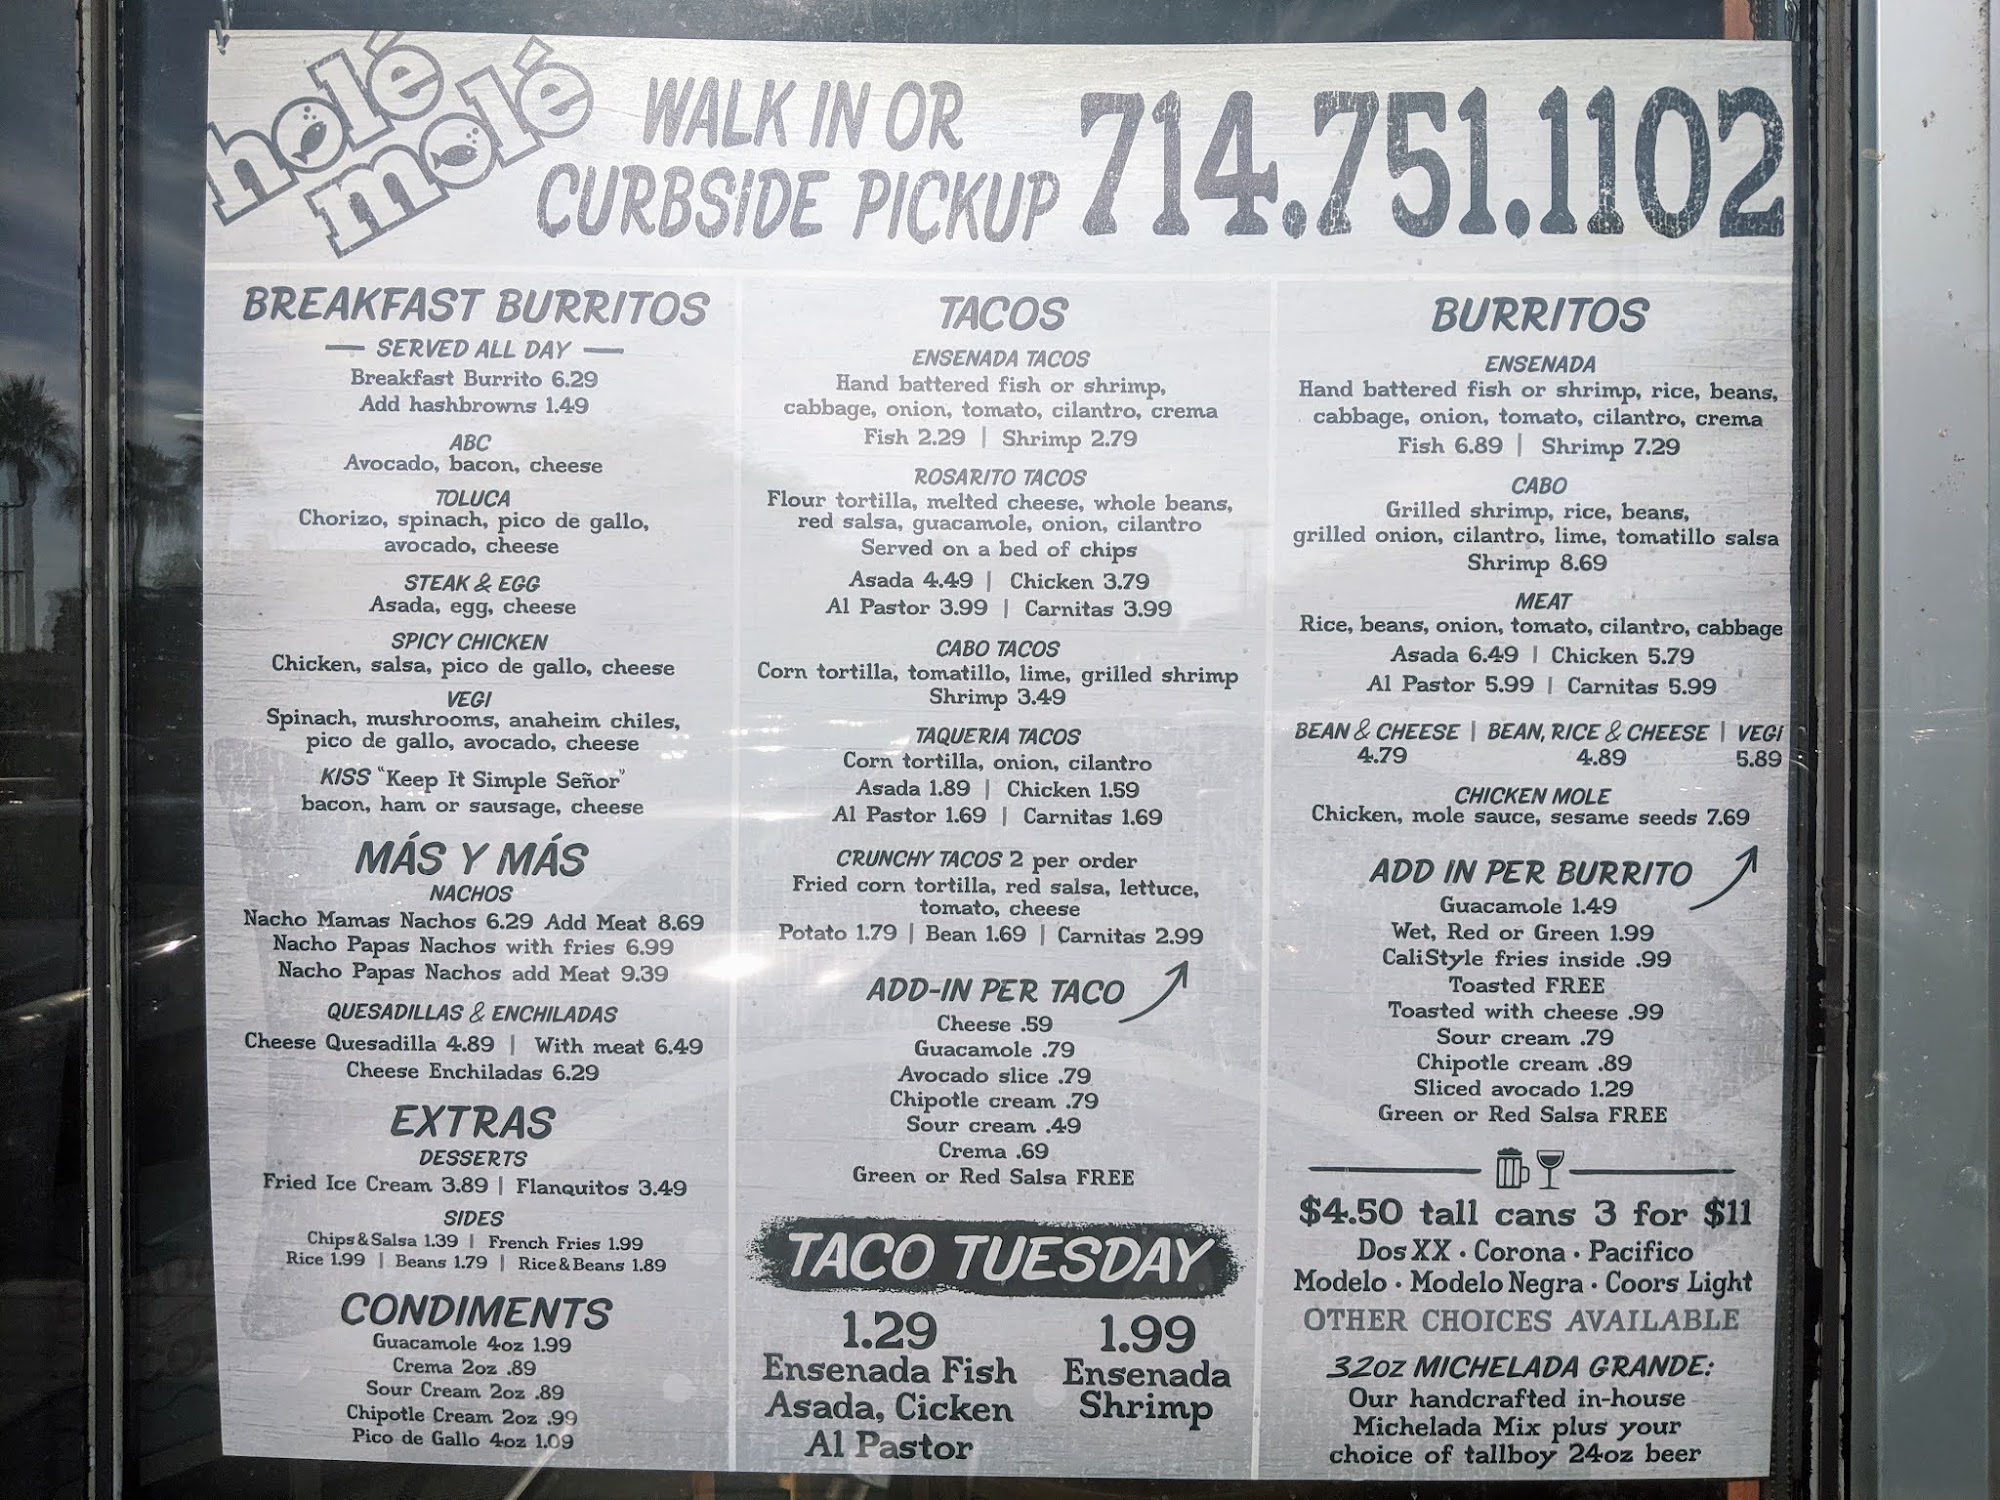 holé
molé
WALK IN OR
CURBSIDE PICKUP
714.751.1102
BREAKFAST BURRITOS
SERVED ALL DAY
Breakfast Burrito 6.29
Add hashbrowns 1.49
ABC
Avocado, bacon, cheese
TOLUCA
Chorizo, spinach, pico de gallo,
avocado, cheese
STEAK & EGG
Asada, egg, cheese
SPICY CHICKEN
Chicken, salsa, pico de gallo, cheese
VEGI
Spinach, mushrooms, anaheim chiles,
pico de gallo, avocado, cheese
KISS "Keep It Simple Señor"
bacon, ham or sausage, cheese
MÁS Y MÁS
NACHOS
Nacho Mamas Nachos 6.29 Add Meat 8.69
Nacho Papas Nachos with fries 6.99
Nacho Papas Nachos add Meat 9.39
QUESADILLAS & ENCHILADAS
Cheese Quesadilla 4.89 | With meat 6.49
Cheese Enchiladas 6.29
EXTRAS
DESSERTS
Fried Ice Cream 3.89 | Flanquitos 3.49
SIDES
Chips & Salsa 1.39 | French Fries 1.99
Rice 1.99 | Beans 1.79 | Rice & Beans 1.89
CONDIMENTS
Guacamole 4oz 1.99
Crema 2oz .89
Sour Cream 2oz .89
Chipotle Cream 2oz .99
Pico de Gallo 4oz 1.09
TACOS
ENSENADA TACOS
Hand battered fish or shrimp,
cabbage, onion, tomato, cilantro, crema
Fish 2.29 | Shrimp 2.79
ROSARITO TACOS
Flour tortilla, melted cheese, whole beans,
red salsa, guacamole, onion, cilantro
Served on a bed of chips
Asada 4.49 | Chicken 3.79
Al Pastor 3.99 | Carnitas 3.99
CABO TACOS
Corn tortilla, tomatillo, lime, grilled shrimp
Shrimp 3.49
TAQUERIA TACOS
Corn tortilla, onion, cilantro
Asada 1.89 | Chicken 1.59
Al Pastor 1.69 | Carnitas 1.69
CRUNCHY TACOS 2 per order
Fried corn tortilla, red salsa, lettuce,
tomato, cheese
Potato 1.79 | Bean 1.69 | Carnitas 2.99
ADD-IN PER TACO
Cheese .59
Guacamole .79
Avocado slice .79
Chipotle cream .79
Sour cream .49
Crema .69
Green or Red Salsa FREE
TACO TUESDAY
1.29
Ensenada Fish
Asada, Cicken
Al Pastor
1.99
Ensenada
Shrimp
BURRITOS
ENSENADA
Hand battered fish or shrimp, rice, beans,
cabbage, onion, tomato, cilantro, crema
Fish 6.89 | Shrimp 7.29
CABO
Grilled shrimp, rice, beans,
grilled onion, cilantro, lime, tomatillo salsa
Shrimp 8.69
MEAT
Rice, beans, onion, tomato, cilantro, cabbage
Asada 6.49 | Chicken 5.79
Al Pastor 5.99 | Carnitas 5.99
BEAN & CHEESE | BEAN, RICE & CHEESE | VEGI
4.79 4.89 5.89
CHICKEN MOLE
Chicken, mole sauce, sesame seeds 7.69
ADD IN PER BURRITO
Guacamole 1.49
Wet, Red or Green 1.99
CaliStyle fries inside .99
Toasted FREE
Toasted with cheese .99
Sour cream .79
Chipotle cream .89
Sliced avocado 1.29
Green or Red Salsa FREE
$4.50 tall cans 3 for $11
Dos XX · Corona · Pacifico
Modelo · Modelo Negra · Coors Light
OTHER CHOICES AVAILABLE
32oz MICHELADA GRANDE:
Our handcrafted in-house
Michelada Mix plus your
choice of tallboy 24oz beer